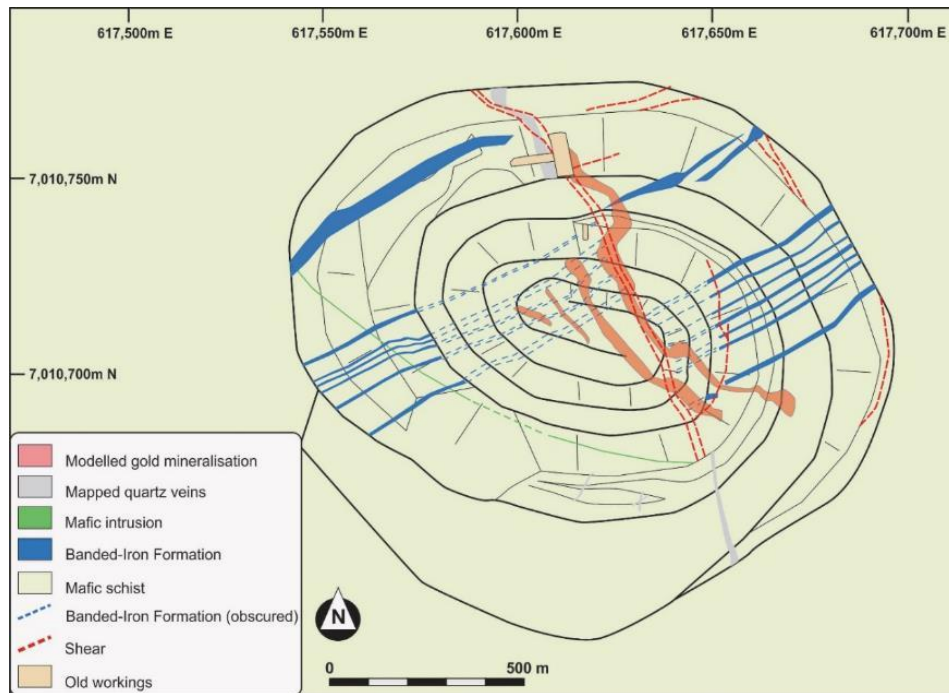 617,500m E
617,550m E
617,600m E
617,650m E
617,700m E
7,010,750m N
7,010,700m N
Modelled gold mineralisation
Mapped quartz veins
Mafic intrusion
Banded-Iron Formation
Mafic schist
Banded-Iron Formation (obscured)
Shear
Old workings
N
0
500 m